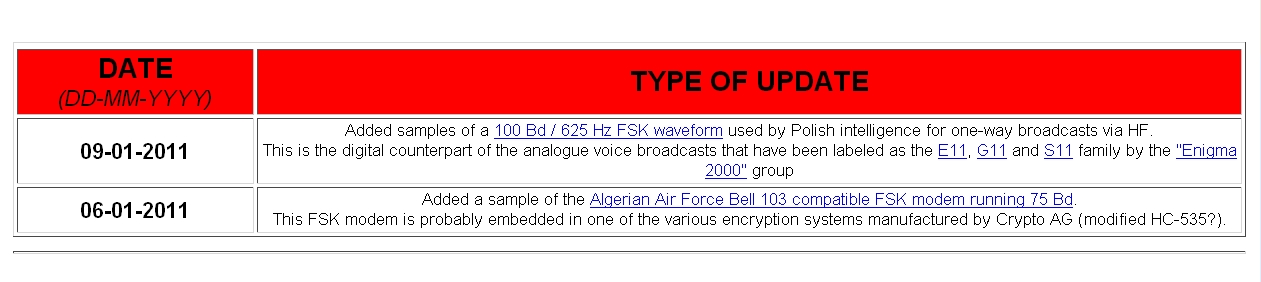 DATE
(DD-MM-YYYY)
TYPE OF UPDATE
09-01-2011
Added samples of a 100 Bd / 625 Hz FSK waveform used by Polish intelligence for one-way broadcasts via HF.
This is the digital counterpart of the analogue voice broadcasts that have been labeled as the E11, G11 and S11 family by the "Enigma
2000" group
06-01-2011
Added a sample of the Algerian Air Force Bell 103 compatible FSK modem running 75 Bd.
This FSK modem is probably embedded in one of the various encryption systems manufactured by Crypto AG (modified HC-535?).